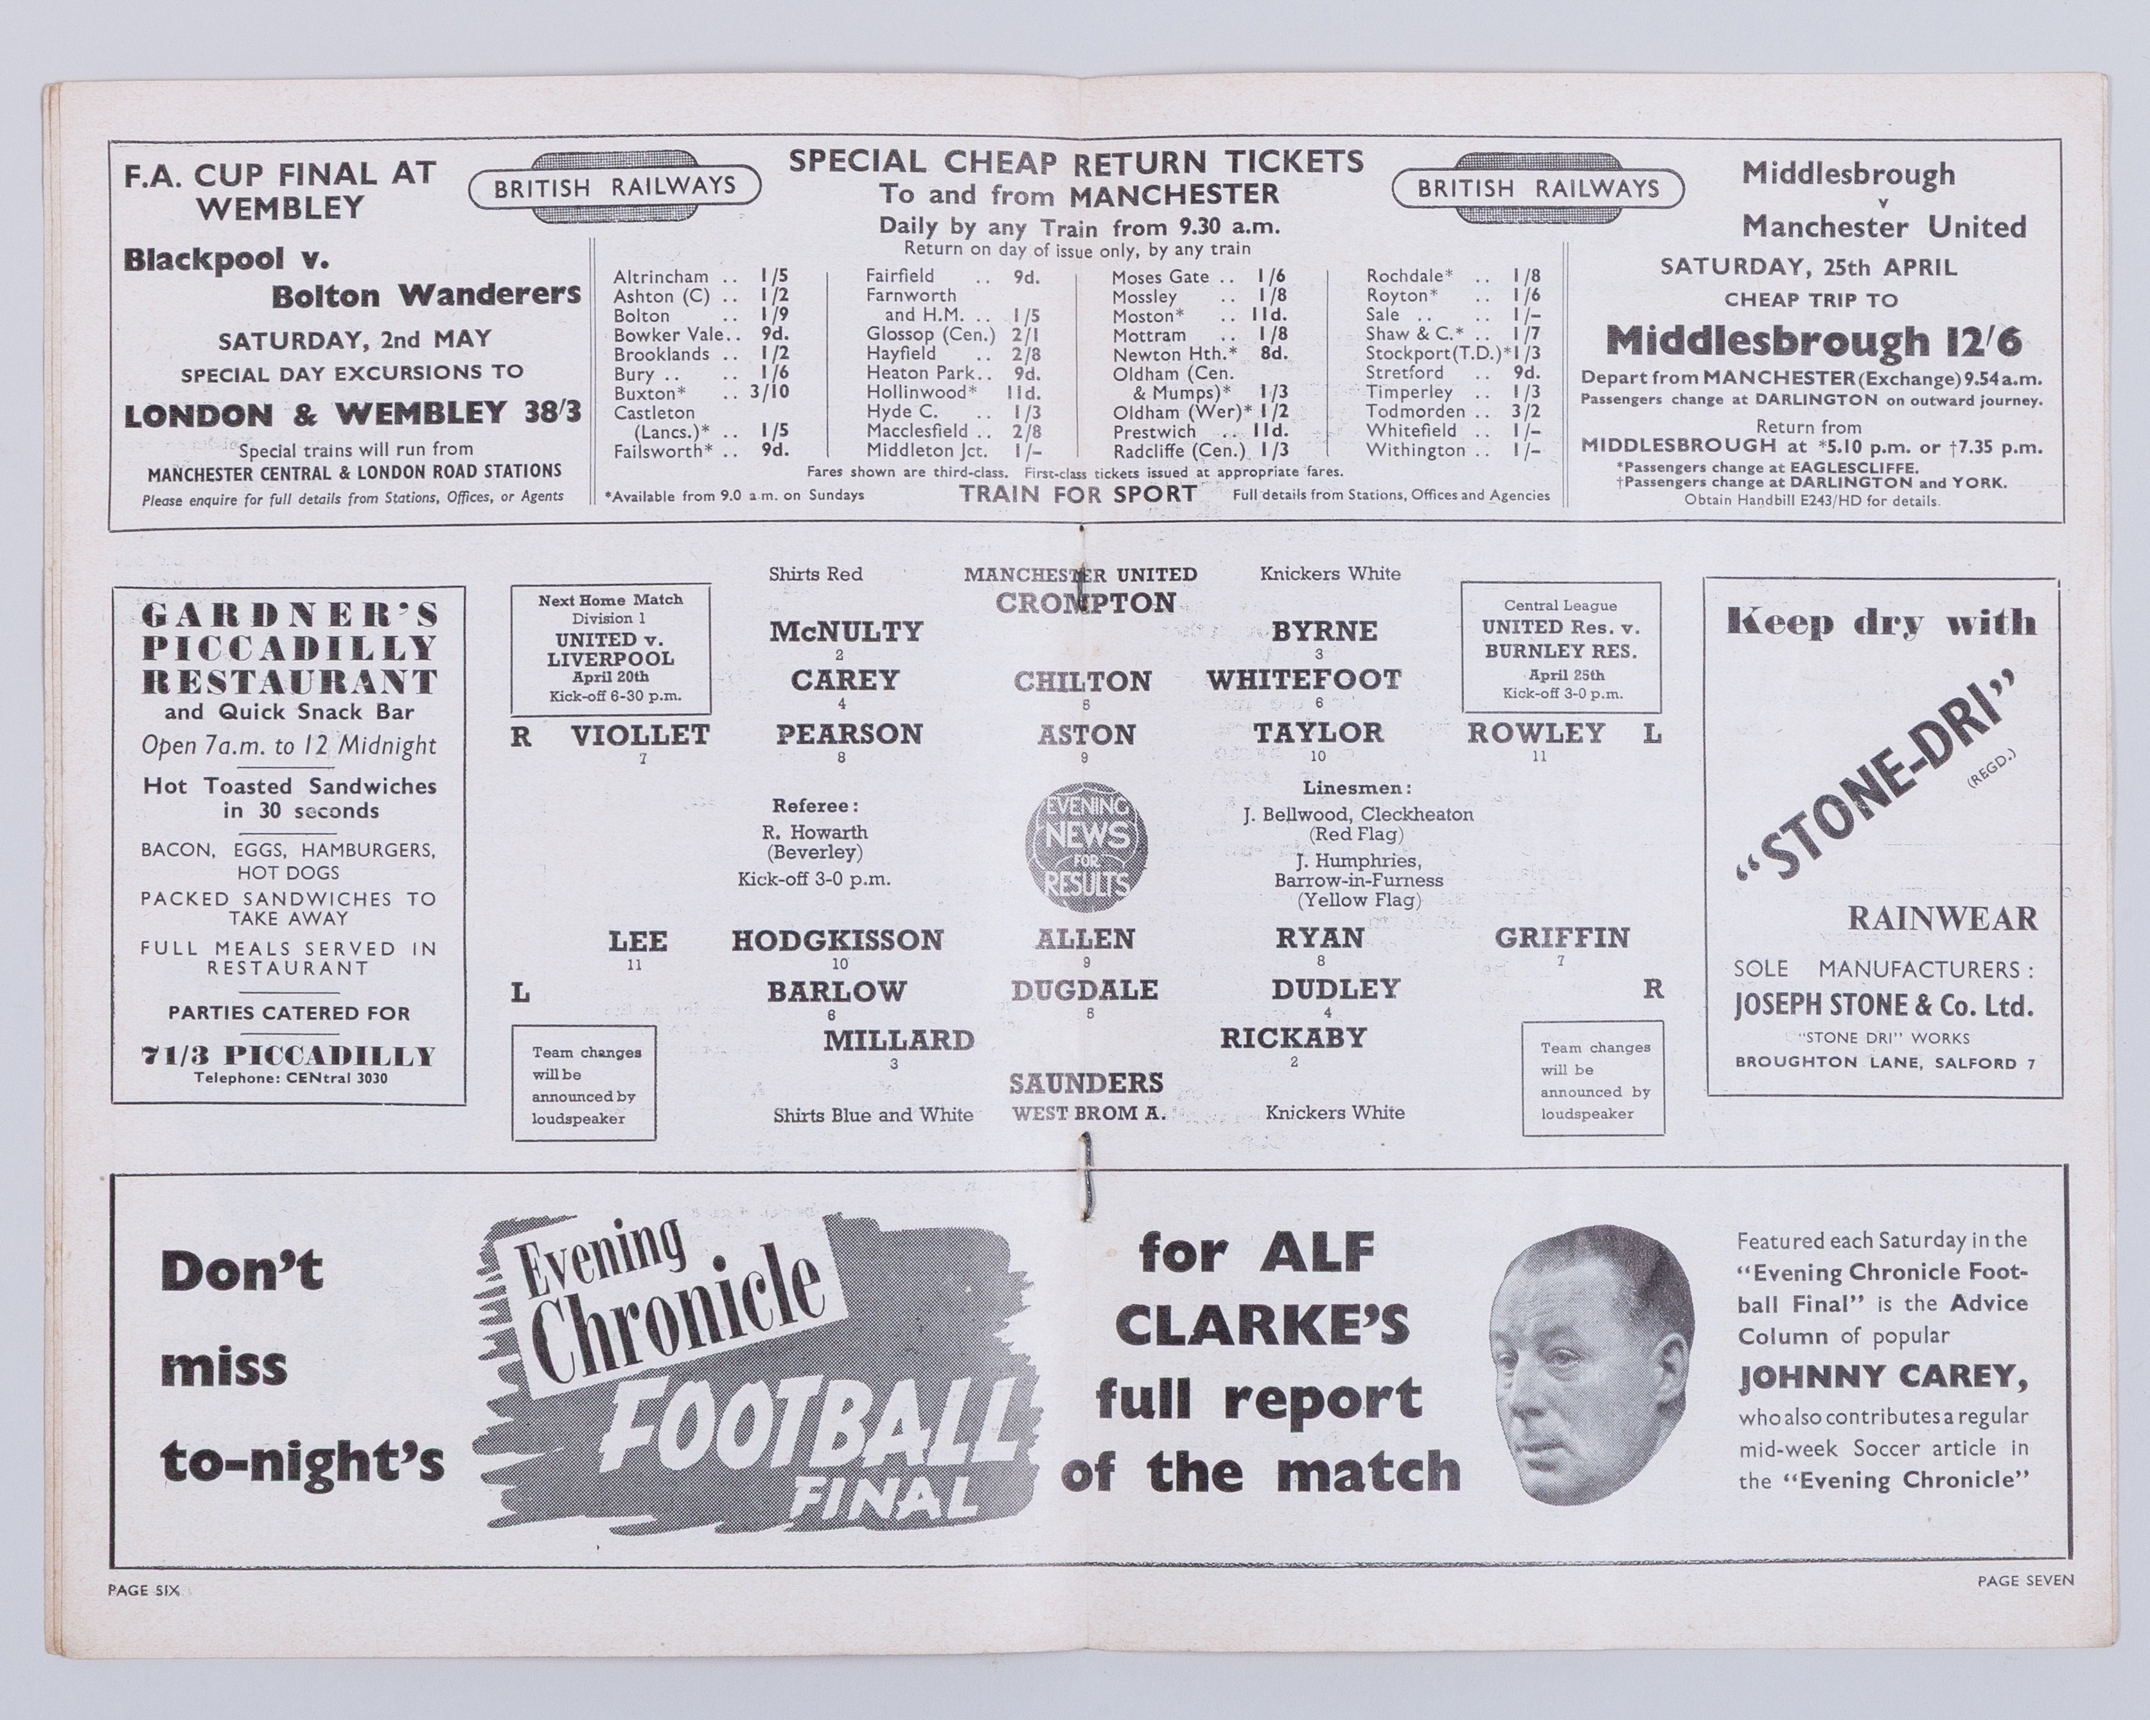 F.A. CUP FINAL AT
WEMBLEY
Blackpool v.
Bolton Wanderers
SATURDAY, 2nd MAY
SPECIAL DAY EXCURSIONS TO
LONDON & WEMBLEY 38/3
Special trains will run from
MANCHESTER CENTRAL & LONDON ROAD STATIONS
Please enquire for full details from Stations, Offices, or Agents
BRITISH RAILWAYS
SPECIAL CHEAP RETURN TICKETS
To and from MANCHESTER
Daily by any Train from 9.30 a.m.
Return on day of issue only, by any train
BRITISH RAILWAYS
Altrincham .. 1/5
Ashton (C) .. 1/2
Bolton .. 1/9
Bowker Vale.. 9d.
Brooklands .. 1/2
Bury .. .. 1/6
Buxton* .. 3/10
Castleton
(Lancs.)* .. 1/5
Failsworth* .. 9d.
Fairfield .. 9d.
Farnworth
and H.M. .. 1/5
Glossop (Cen.) 2/1
Hayfield .. 2/8
Heaton Park.. 9d.
Hollinwood* 11d.
Hyde C. .. 1/3
Macclesfield .. 2/8
Middleton Jct. 1/-
Moses Gate .. 1/6
Mossley .. 1/8
Moston* .. 11d.
Mottram .. 1/8
Newton Hth.* 8d.
Oldham (Cen.
& Mumps)* 1/3
Oldham (Wer)* 1/2
Prestwich .. 11d.
Radcliffe (Cen.) 1/3
Rochdale* .. 1/8
Royton* .. 1/6
Sale .. .. 1/-
Shaw & C.* .. 1/7
Stockport(T.D.)*1/3
Stretford .. 9d.
Timperley .. 1/3
Todmorden .. 3/2
Whitefield .. 1/-
Withington .. 1/-
Fares shown are third-class. First-class tickets issued at appropriate fares.
*Available from 9.0 a.m. on Sundays TRAIN FOR SPORT Full details from Stations, Offices and Agencies
Middlesbrough
v
Manchester United
SATURDAY, 25th APRIL
CHEAP TRIP TO
Middlesbrough 12/6
Depart from MANCHESTER (Exchange) 9.54 a.m.
Passengers change at DARLINGTON on outward journey.
Return from
MIDDLESBROUGH at *5.10 p.m. or †7.35 p.m.
*Passengers change at EAGLESCLIFFE.
†Passengers change at DARLINGTON and YORK.
Obtain Handbill E243/HD for details.
GARDNER'S
PICCADILLY
RESTAURANT
and Quick Snack Bar
Open 7a.m. to 12 Midnight
Hot Toasted Sandwiches
in 30 seconds
BACON, EGGS, HAMBURGERS,
HOT DOGS
PACKED SANDWICHES TO
TAKE AWAY
FULL MEALS SERVED IN
RESTAURANT
PARTIES CATERED FOR
71/3 PICCADILLY
Telephone: CENtral 3030
Next Home Match
Division 1
UNITED v.
LIVERPOOL
April 20th
Kick-off 6-30 p.m.
Shirts Red MANCHESTER UNITED Knickers White
CROMPTON
McNULTY BYRNE
2 3
CAREY CHILTON WHITEFOOT
4 5 6
R VIOLLET PEARSON ASTON TAYLOR ROWLEY L
7 8 9 10 11
Central League
UNITED Res. v.
BURNLEY RES.
April 25th
Kick-off 3-0 p.m.
Referee:
R. Howarth
(Beverley)
Kick-off 3-0 p.m.
EVENING
NEWS
FOR
RESULTS
Linesmen:
J. Bellwood, Cleckheaton
(Red Flag)
J. Humphries,
Barrow-in-Furness
(Yellow Flag)
LEE HODGKISSON ALLEN RYAN GRIFFIN
11 10 9 8 7
L BARLOW DUGDALE DUDLEY R
6 5 4
MILLARD RICKABY
3 2
SAUNDERS
Shirts Blue and White WEST BROM A. Knickers White
Team changes
will be
announced by
loudspeaker
Team changes
will be
announced by
loudspeaker
Keep dry with
"STONE-DRI"
(REGD.)
RAINWEAR
SOLE MANUFACTURERS:
JOSEPH STONE & Co. Ltd.
"STONE DRI" WORKS
BROUGHTON LANE, SALFORD 7
Don't
miss
to-night's
Evening
Chronicle
FOOTBALL
FINAL
for ALF
CLARKE'S
full report
of the match
Featured each Saturday in the
"Evening Chronicle Foot-
ball Final" is the Advice
Column of popular
JOHNNY CAREY,
who also contributes a regular
mid-week Soccer article in
the "Evening Chronicle"
PAGE SIX
PAGE SEVEN